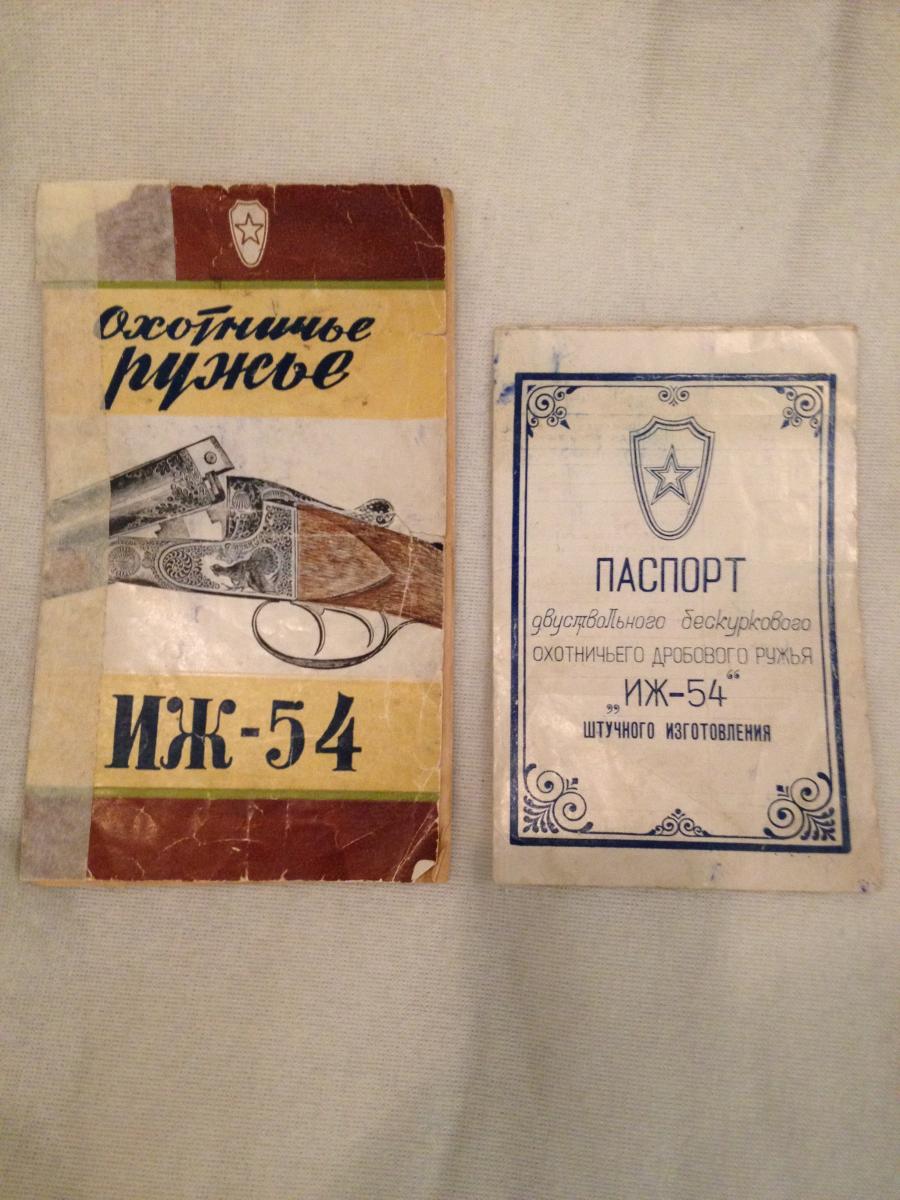 Охотничье
ружье
ИЖ-54
ПАСПОРТ
двуствольного бескуркового
ОХОТНИЧЬЕГО ДРОБОВОГО РУЖЬЯ
„ИЖ-54“
ШТУЧНОГО ИЗГОТОВЛЕНИЯ